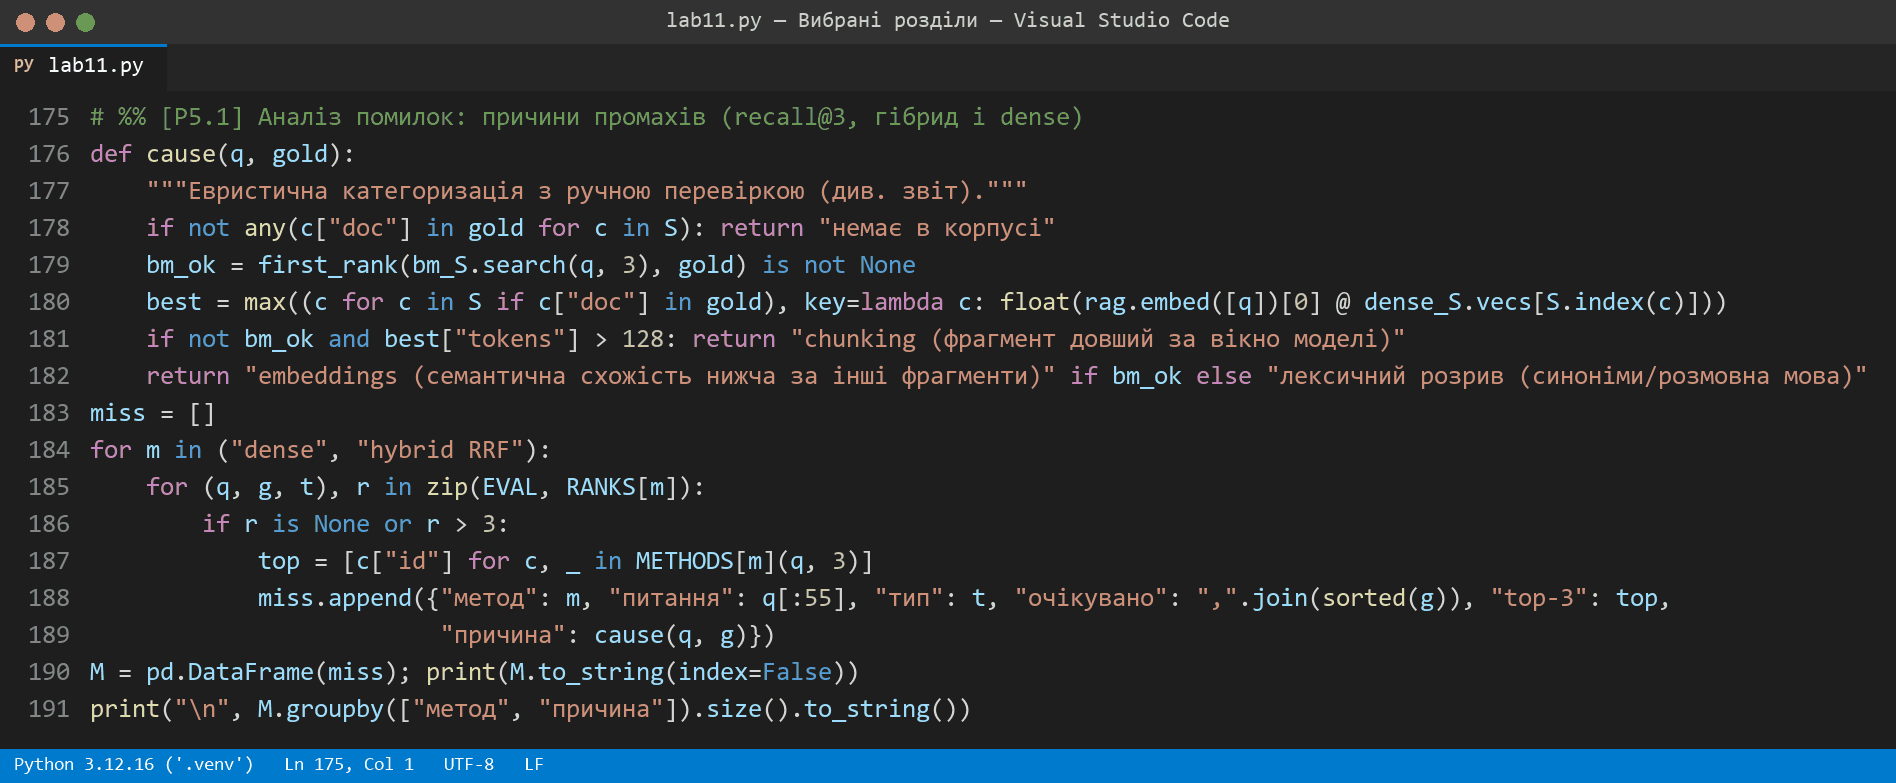 lab11.py — Вибрані розділи — Visual Studio Code
PY lab11.py
175 # %% [P5.1] Аналіз помилок: причини промахів (recall@3, гібрид і dense)
176 def cause(q, gold):
177     """Евристична категоризація з ручною перевіркою (див. звіт)."""
178     if not any(c["doc"] in gold for c in S): return "немає в корпусі"
179     bm_ok = first_rank(bm_S.search(q, 3), gold) is not None
180     best = max((c for c in S if c["doc"] in gold), key=lambda c: float(rag.embed([q])[0] @ dense_S.vecs[S.index(c)]))
181     if not bm_ok and best["tokens"] > 128: return "chunking (фрагмент довший за вікно моделі)"
182     return "embeddings (семантична схожість нижча за інші фрагменти)" if bm_ok else "лексичний розрив (синоніми/розмовна мова)"
183 miss = []
184 for m in ("dense", "hybrid RRF"):
185     for (q, g, t), r in zip(EVAL, RANKS[m]):
186         if r is None or r > 3:
187             top = [c["id"] for c, _ in METHODS[m](q, 3)]
188             miss.append({"метод": m, "питання": q[:55], "тип": t, "очікувано": ",".join(sorted(g)), "top-3": top,
189                          "причина": cause(q, g)})
190 M = pd.DataFrame(miss); print(M.to_string(index=False))
191 print("\n", M.groupby(["метод", "причина"]).size().to_string())
Python 3.12.16 ('.venv') Ln 175, Col 1 UTF-8 LF